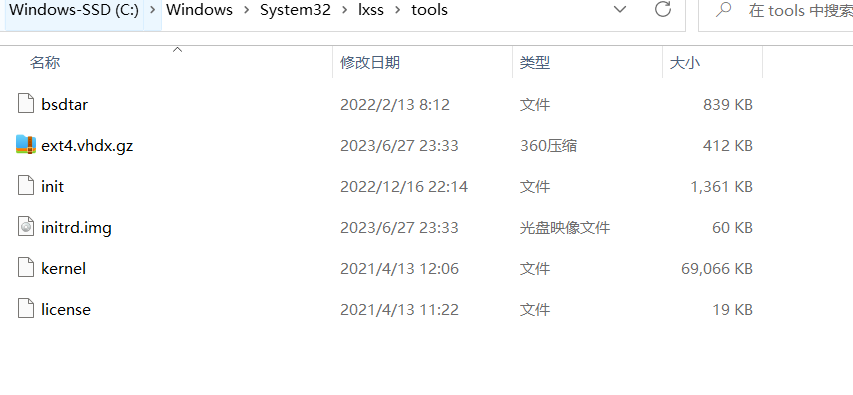 Windows-SSD (C:) > Windows > System32 > lxss > tools 在 tools 中搜索
名称 修改日期 类型 大小
bsdtar 2022/2/13 8:12 文件 839 KB
ext4.vhdx.gz 2023/6/27 23:33 360压缩 412 KB
init 2022/12/16 22:14 文件 1,361 KB
initrd.img 2023/6/27 23:33 光盘映像文件 60 KB
kernel 2021/4/13 12:06 文件 69,066 KB
license 2021/4/13 11:22 文件 19 KB